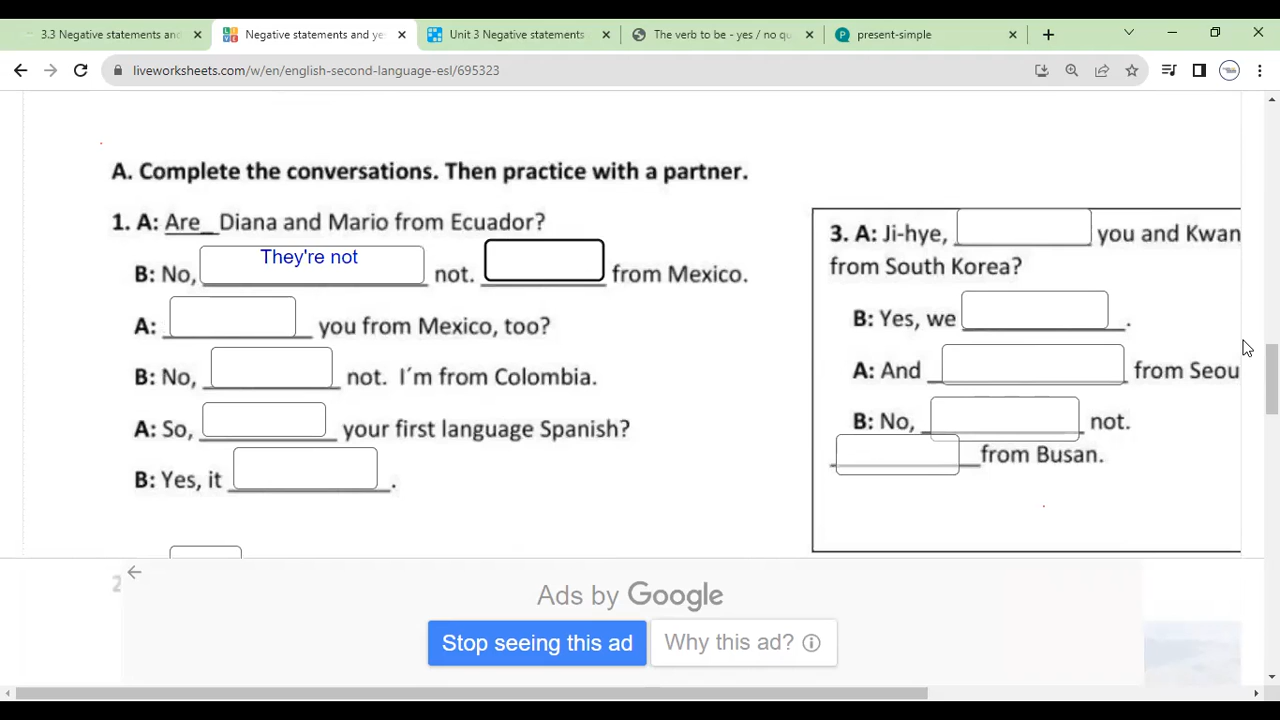 3.3 Negative statements and
Negative statements and ye
Unit 3 Negative statements
The verb to be - yes / no qu
present-simple
liveworksheets.com/w/en/english-second-language-esl/695323
A. Complete the conversations. Then practice with a partner.
1. A: Are_ Diana and Mario from Ecuador?
B: No, They're not not. from Mexico.
A: you from Mexico, too?
B: No, not. I´m from Colombia.
A: So, your first language Spanish?
B: Yes, it .
2
3. A: Ji-hye, you and Kwan
from South Korea?
B: Yes, we .
A: And from Seou
B: No, not.
from Busan.
Ads by Google
Stop seeing this ad
Why this ad?